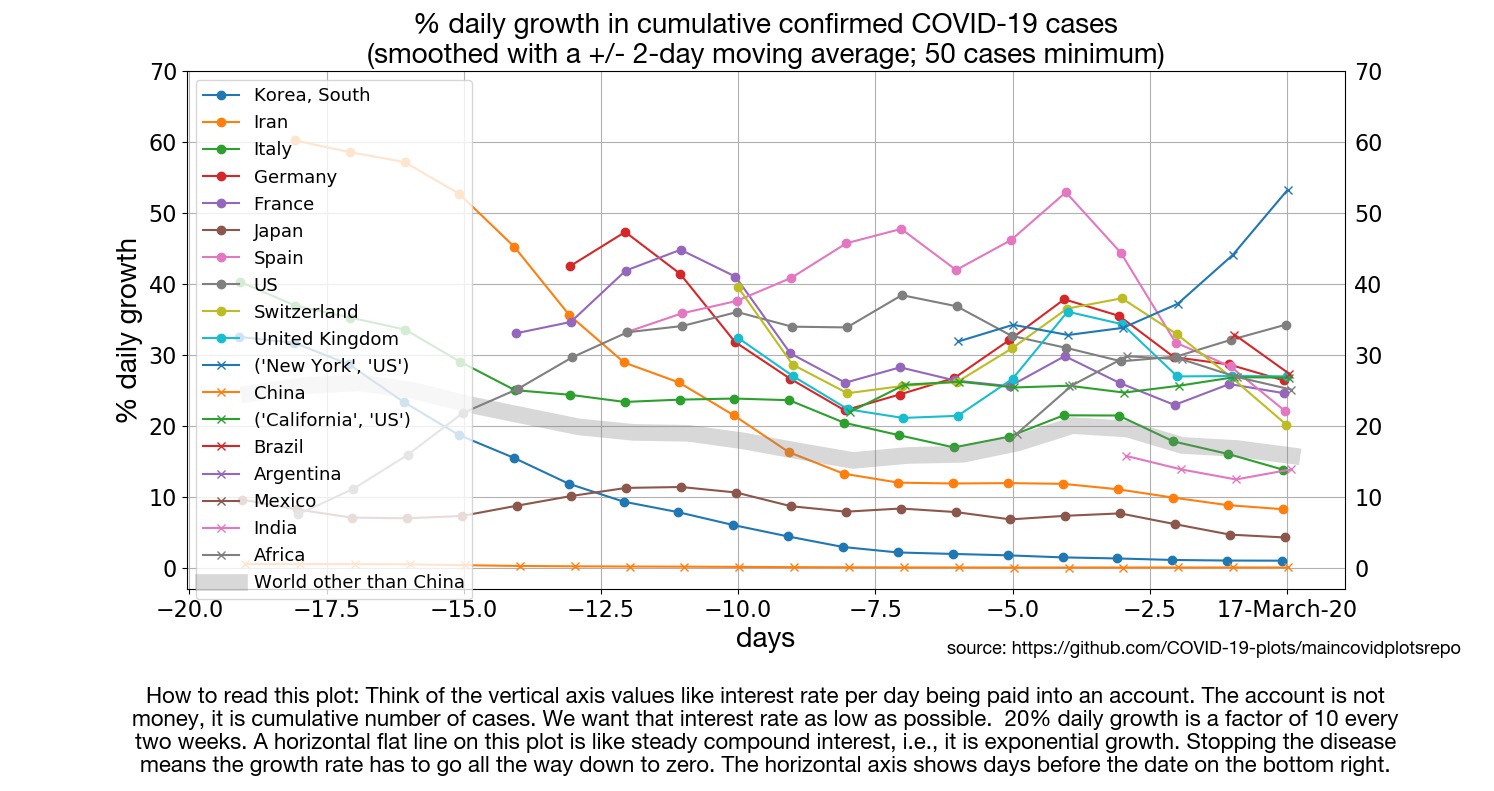 % daily growth in cumulative confirmed COVID-19 cases
(smoothed with a +/- 2-day moving average; 50 cases minimum)
70
60
50
40
30
20
10
0
% daily growth
Korea, South
Iran
Italy
Germany
France
Japan
Spain
US
Switzerland
United Kingdom
('New York', 'US')
China
('California', 'US')
Brazil
Argentina
Mexico
India
Africa
World other than China
70
60
50
40
30
20
10
0
−20.0 −17.5 −15.0 −12.5 −10.0 −7.5 −5.0 −2.5 17-March-20
days
source: https://github.com/COVID-19-plots/maincovidplotsrepo
How to read this plot: Think of the vertical axis values like interest rate per day being paid into an account. The account is not
money, it is cumulative number of cases. We want that interest rate as low as possible.  20% daily growth is a factor of 10 every
two weeks. A horizontal flat line on this plot is like steady compound interest, i.e., it is exponential growth. Stopping the disease
means the growth rate has to go all the way down to zero. The horizontal axis shows days before the date on the bottom right.